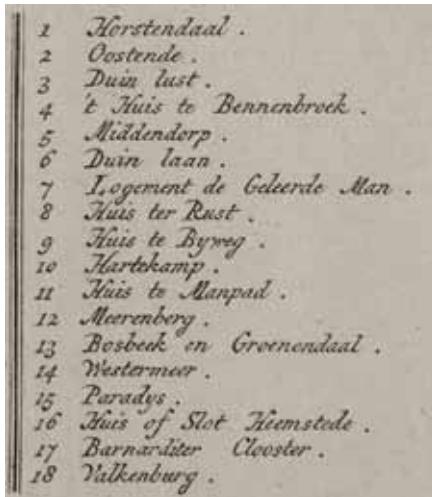 1 Horstendaal.
2 Oostende.
3 Duin lust.
4 't Huis te Bennenbroek.
5 Middendorp.
6 Duin laan.
7 Logement de Geleerde Man.
8 Huis ter Rust.
9 Huis te Byweg.
10 Hartekamp.
11 Huis te Manpad.
12 Meerenberg.
13 Bosbeek en Groenendaal.
14 Westermeer.
15 Paradys.
16 Huis of Slot Heemstede.
17 Barnarditer Clooster.
18 Valkenburg.